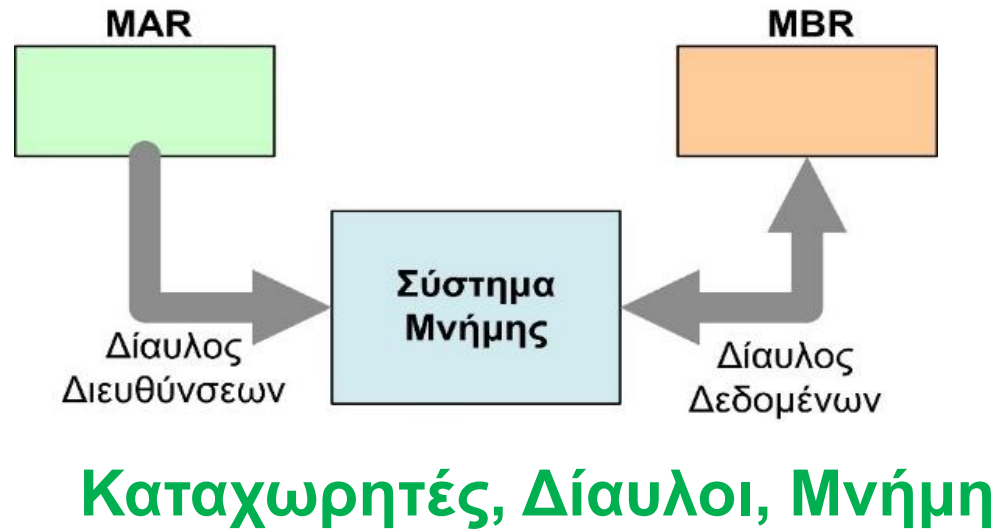 MAR
MBR
Σύστημα
Μνήμης
Δίαυλος
Διευθύνσεων
Δίαυλος
Δεδομένων
Καταχωρητές, Δίαυλοι, Μνήμη